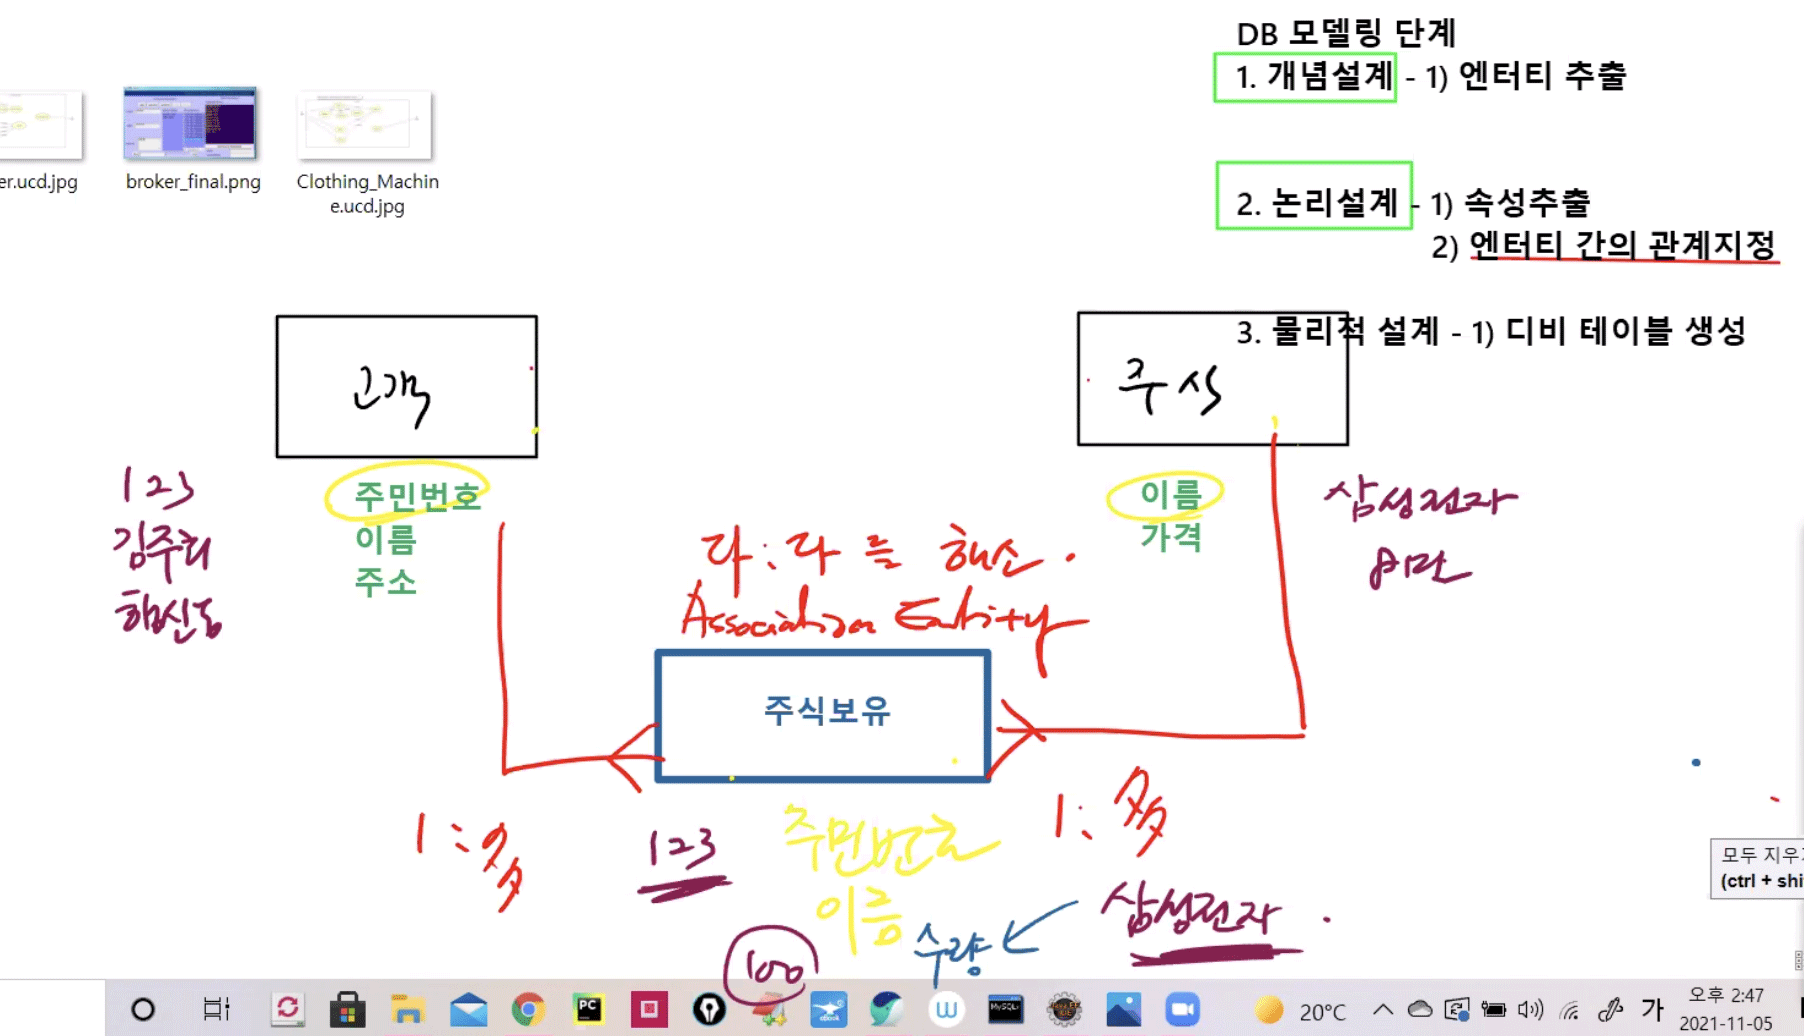 DB 모델링 단계
1. 개념설계 - 1) 엔터티 추출
er.ucd.jpg
broker_final.png
Clothing_Machin
e.ucd.jpg
2. 논리설계 - 1) 속성추출
2) 엔터티 간의 관계지정
3. 물리적 설계 - 1) 디비 테이블 생성
고객
주식
123
김주희
주민번호
이름
주소
이름
가격
삼성전자
8만
다:다 를 해소.
Association Entity
주식보유
1:多
1:多
123
주민번호
이름
수량
삼성전자.
100
모두 지우
(ctrl + shi
20°C
가
오후 2:47
2021-11-05